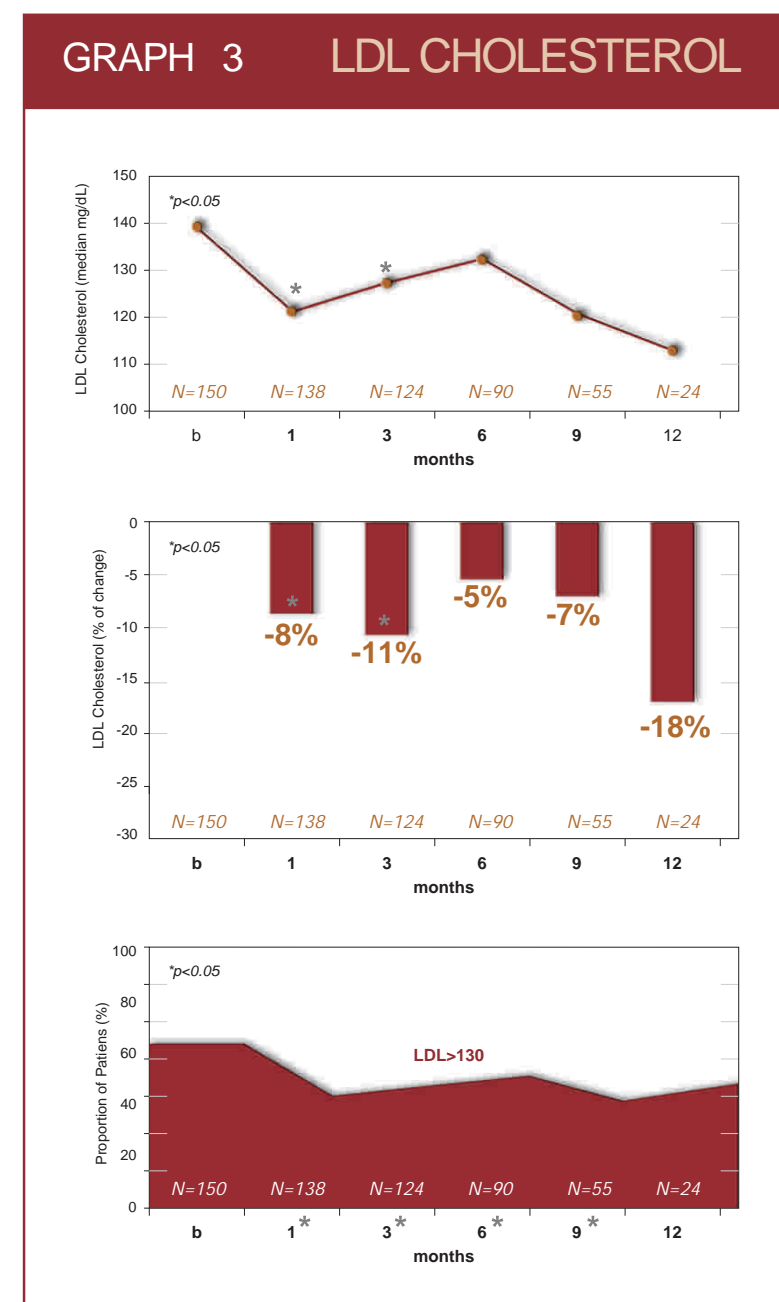 GRAPH 3 LDL CHOLESTEROL
LDL Cholesterol (median mg/dL)
150
140
130
120
110
100
*p<0.05
*
*
N=150 N=138 N=124 N=90 N=55 N=24
b 1 3 6 9 12
months
LDL Cholesterol (% of change)
0
-5
-10
-15
-20
-25
-30
*p<0.05
*
*
-8%
-11%
-5%
-7%
-18%
N=150 N=138 N=124 N=90 N=55 N=24
b 1 3 6 9 12
months
Proportion of Patiens (%)
100
80
60
40
20
0
*p<0.05
LDL>130
N=150 N=138 N=124 N=90 N=55 N=24
b 1* 3* 6* 9* 12
months